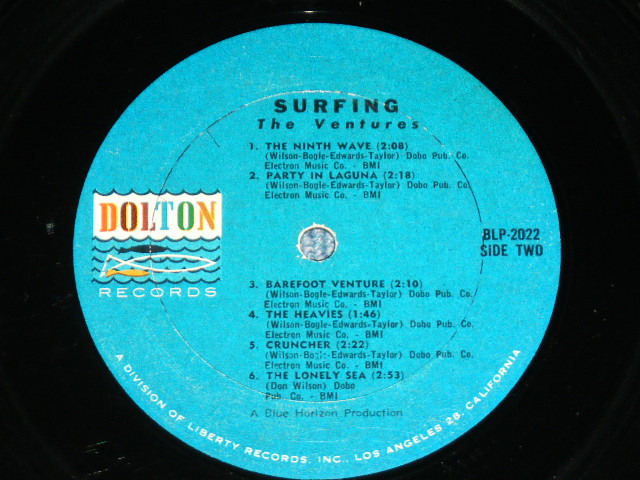 SURFING
The Ventures
1. THE NINTH WAVE (2:08)
(Wilson-Bogle-Edwards-Taylor) Dobo Pub. Co.
Electron Music Co. - BMI
2. PARTY IN LAGUNA (2:18)
(Wilson-Bogle-Edwards-Taylor) Dobo Pub. Co.
Electron Music Co. - BMI
DOLTON
RECORDS
BLP-2022
SIDE TWO
3. BAREFOOT VENTURE (2:10)
(Wilson-Bogle-Edwards-Taylor) Dobo Pub. Co.
Electron Music Co. - BMI
4. THE HEAVIES (1:46)
(Wilson-Bogle-Edwards-Taylor) Dobo Pub. Co.
Electron Music Co. - BMI
5. CRUNCHER (2:22)
(Wilson-Bogle-Edwards-Taylor) Dobo Pub. Co.
Electron Music Co. - BMI
6. THE LONELY SEA (2:53)
(Don Wilson) Dobo
Pub. Co. - BMI
A Blue Horizon Production
A DIVISION OF LIBERTY RECORDS, INC., LOS ANGELES 28, CALIFORNIA